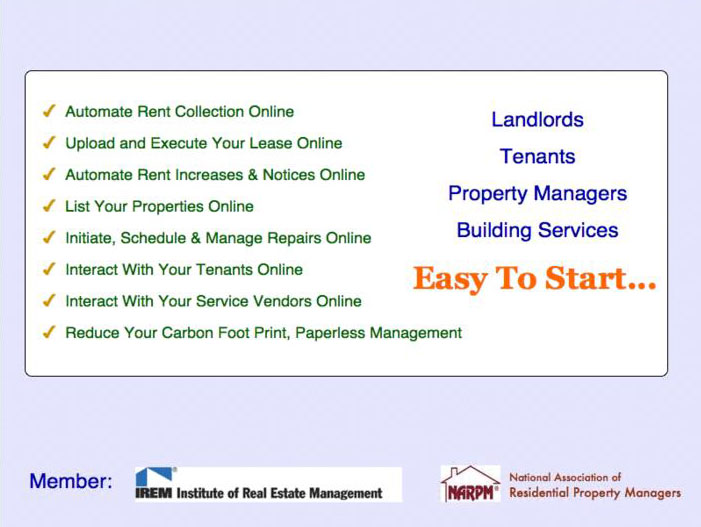 Automate Rent Collection Online
Upload and Execute Your Lease Online
Automate Rent Increases & Notices Online
List Your Properties Online
Initiate, Schedule & Manage Repairs Online
Interact With Your Tenants Online
Interact With Your Service Vendors Online
Reduce Your Carbon Foot Print, Paperless Management
Landlords
Tenants
Property Managers
Building Services
Easy To Start...
Member:
IREM Institute of Real Estate Management
NARPM®
National Association of
Residential Property Managers